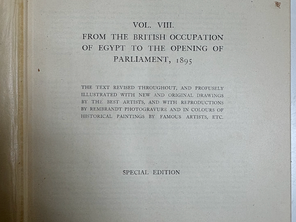 VOL. VIII.
FROM THE BRITISH OCCUPATION
OF EGYPT TO THE OPENING OF
PARLIAMENT, 1895
THE TEXT REVISED THROUGHOUT, AND PROFUSELY
ILLUSTRATED WITH NEW AND ORIGINAL DRAWINGS
BY THE BEST ARTISTS, AND WITH REPRODUCTIONS
BY REMBRANDT PHOTOGRAVURE AND IN COLOURS OF
HISTORICAL PAINTINGS BY FAMOUS ARTISTS, ETC.
SPECIAL EDITION